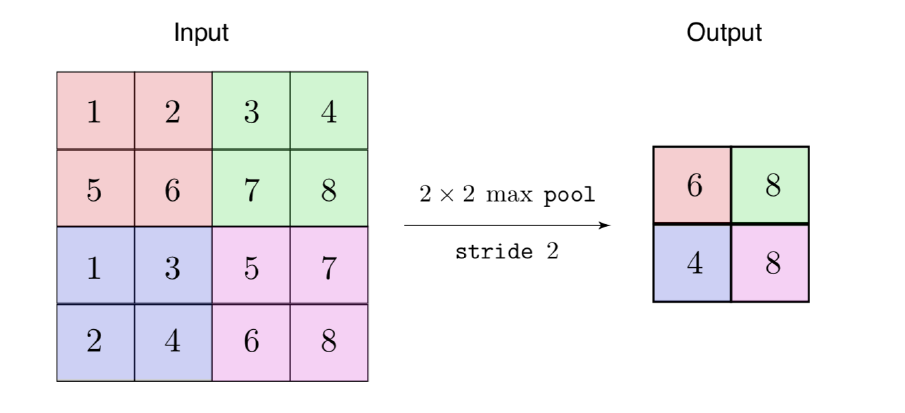 Input Output
1 2 3 4
5 6 7 8
1 3 5 7
2 4 6 8
2 × 2 max pool
stride 2
6 8
4 8